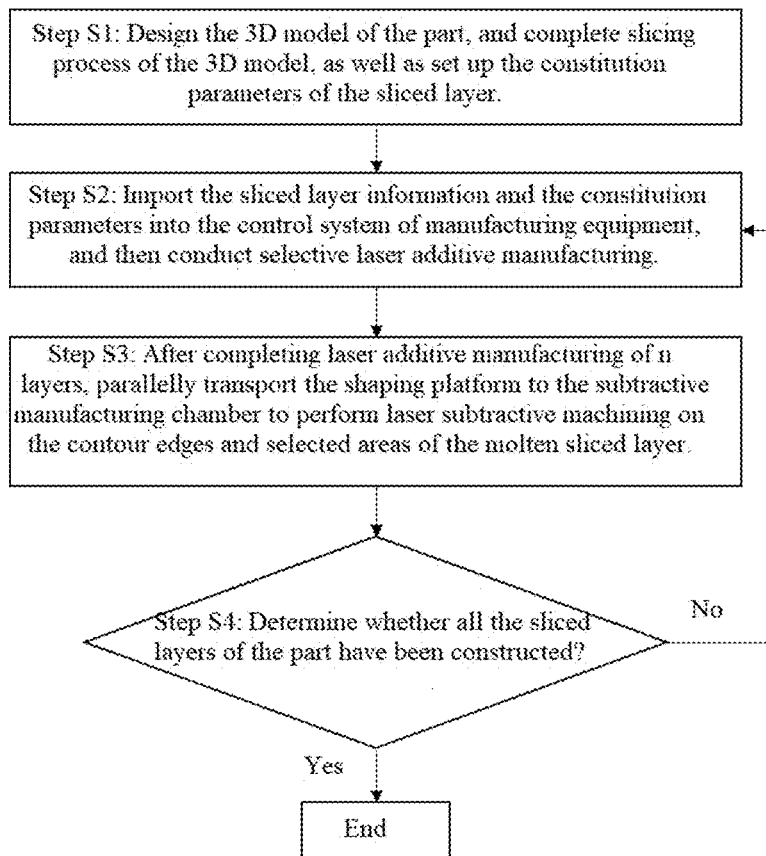 Step S1: Design the 3D model of the part, and complete slicing
process of the 3D model, as well as set up the constitution
parameters of the sliced layer.
Step S2: Import the sliced layer information and the constitution
parameters into the control system of manufacturing equipment,
and then conduct selective laser additive manufacturing.
Step S3: After completing laser additive manufacturing of n
layers, parallelly transport the shaping platform to the subtractive
manufacturing chamber to perform laser subtractive machining on
the contour edges and selected areas of the molten sliced layer.
Step S4: Determine whether all the sliced
layers of the part have been constructed?
No
Yes
End